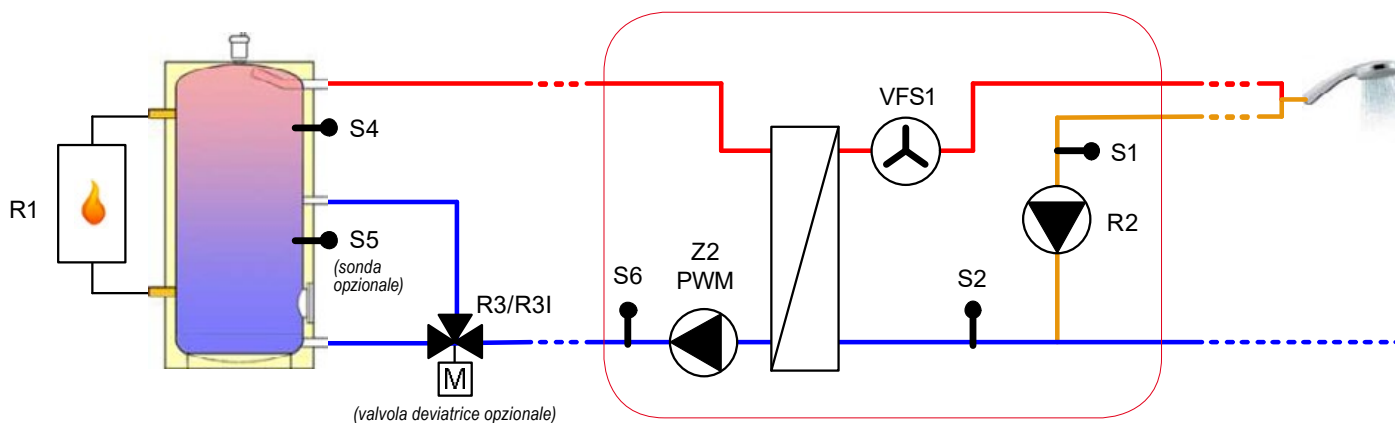 VFS1
S4
S1
R1
R2
S5
(sonda
opzionale)
Z2
PWM
S6
S2
R3/R3I
M
(valvola deviatrice opzionale)